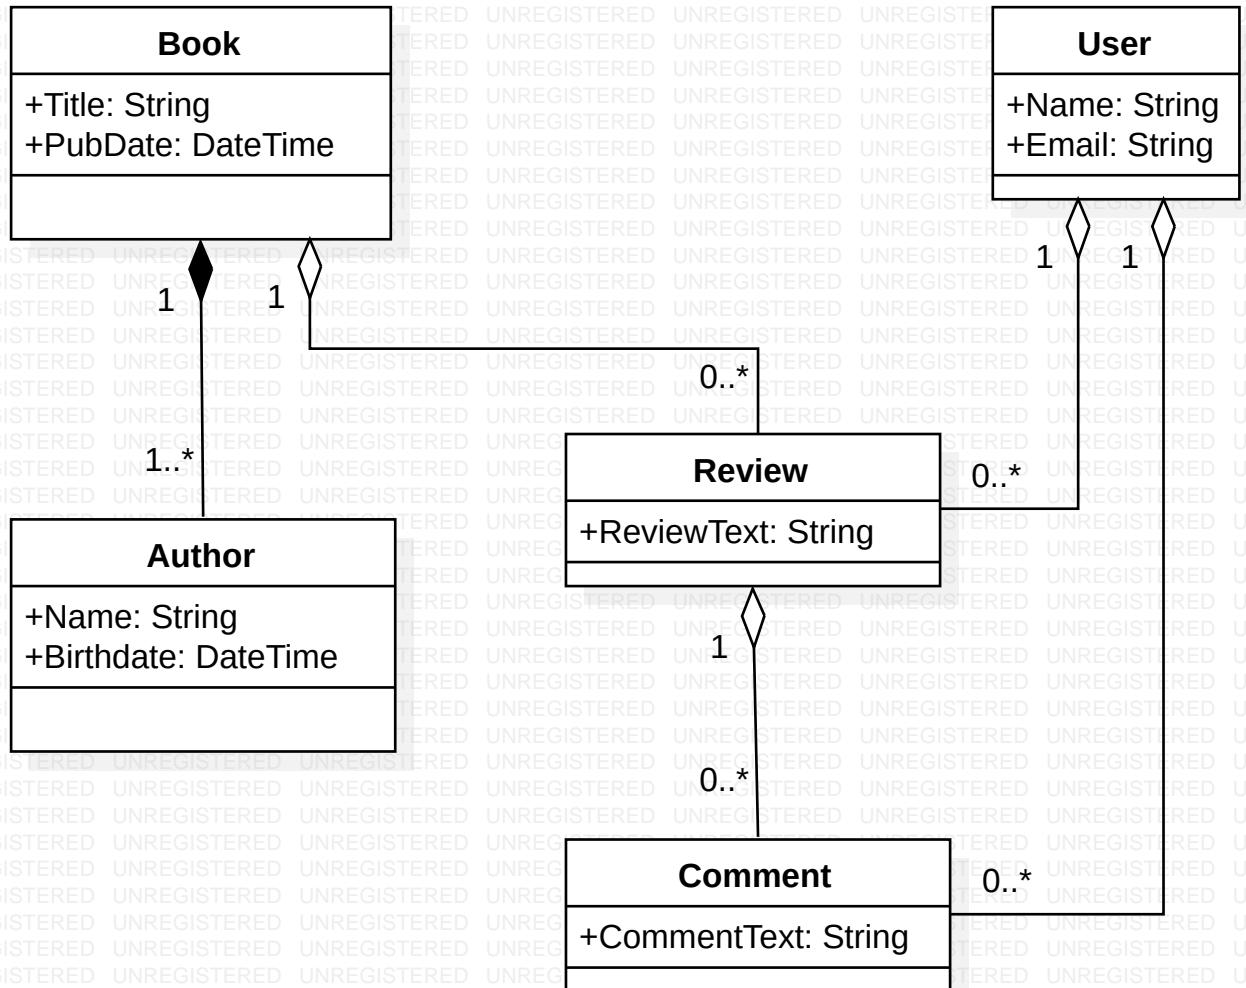 Book
+Title: String
+PubDate: DateTime
User
+Name: String
+Email: String
1
1
1
1
0..*
1..*
Review
+ReviewText: String
0..*
Author
+Name: String
+Birthdate: DateTime
1
0..*
Comment
+CommentText: String
0..*
UNREGISTERED